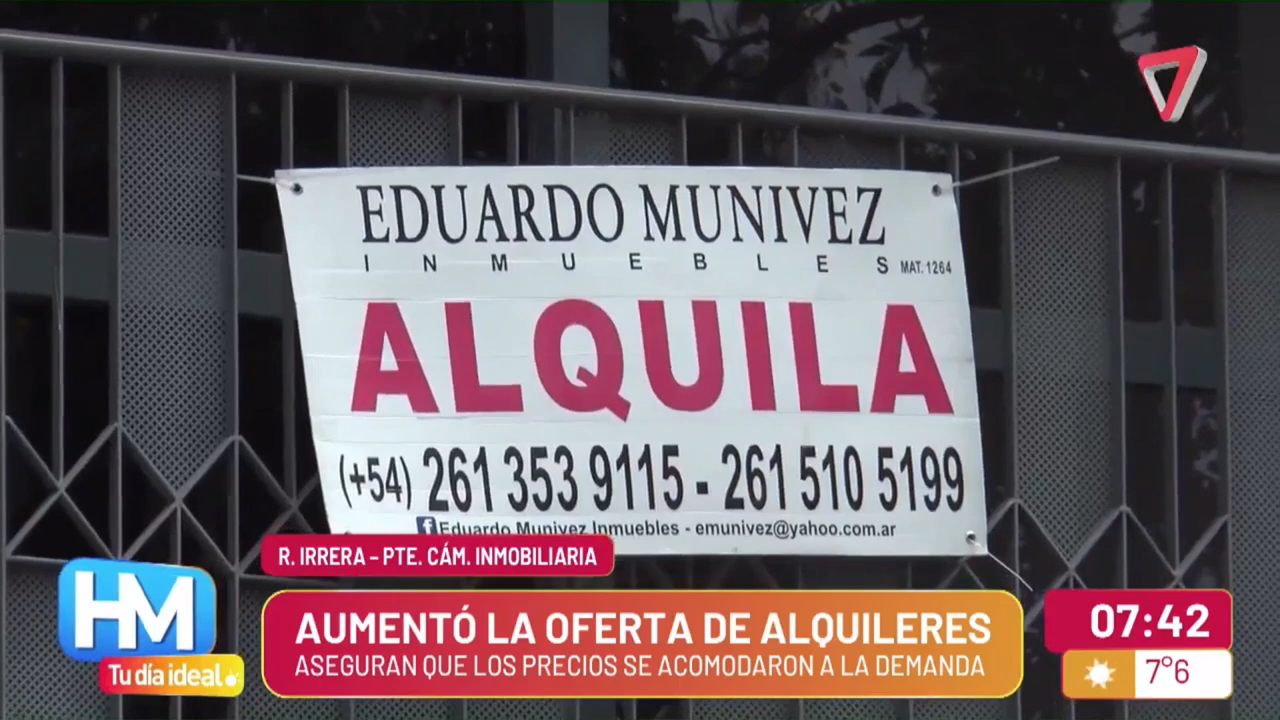 EDUARDO MUNIVEZ
INMUEBLES MAT. 1264
ALQUILA
(+54) 261 353 9115 - 261 510 5199
f Eduardo Munivez Inmuebles - emunivez@yahoo.com.ar
R. IRRERA – PTE. CÁM. INMOBILIARIA
HM
Tu día ideal
AUMENTÓ LA OFERTA DE ALQUILERES
ASEGURAN QUE LOS PRECIOS SE ACOMODARON A LA DEMANDA
07:42
7°6
7